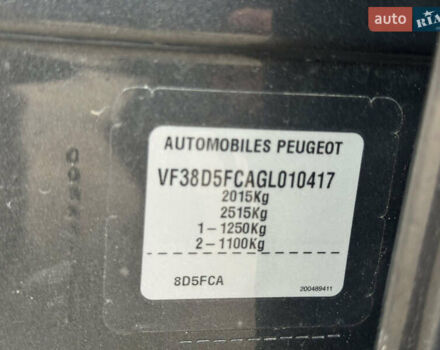 auto RIA
AUTOMOBILES PEUGEOT
VF38D5FCAGL010417
2015Kg
2515Kg
1-1250Kg
2-1100Kg
8D5FCA
200489411